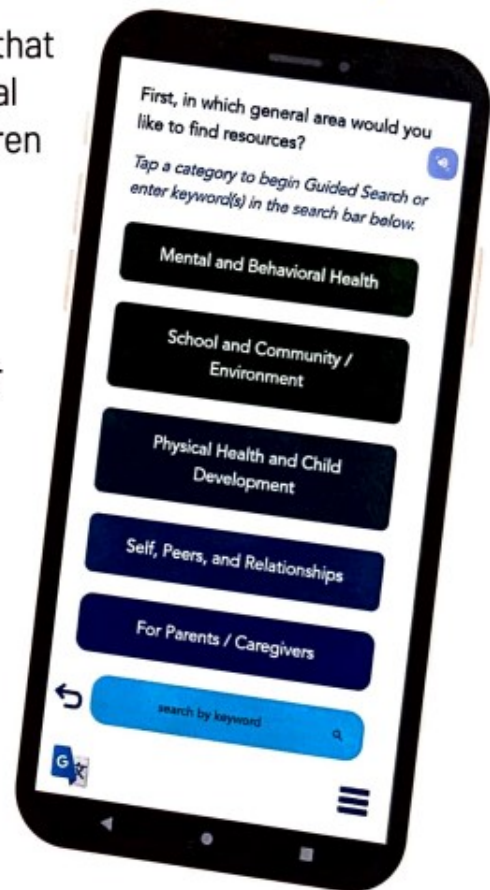 that
al
ren
First, in which general area would you
like to find resources?
Tap a category to begin Guided Search or
enter keyword(s) in the search bar below.
Mental and Behavioral Health
School and Community /
Environment
Physical Health and Child
Development
Self, Peers, and Relationships
For Parents / Caregivers
search by keyword
G